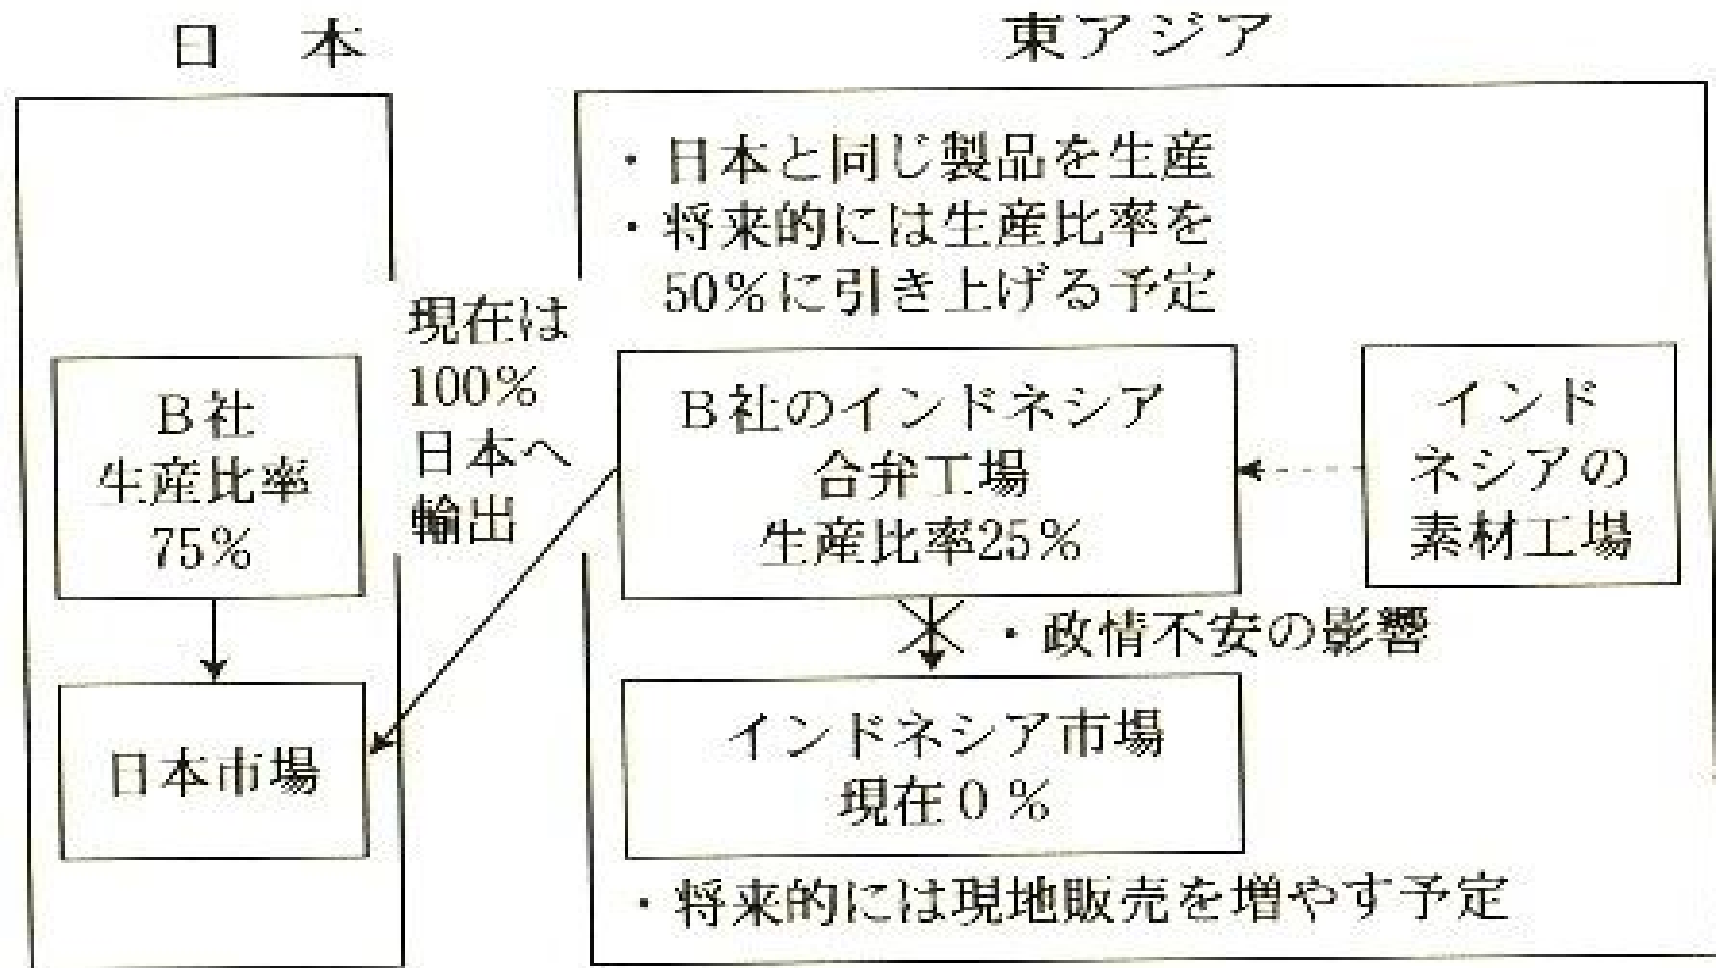 日 本
東アジア
・日本と同じ製品を生産
・将来的には生産比率を
50%に引き上げる予定
現在は
100%
日本へ
輸出
B社
生産比率
75%
B社のインドネシア
合弁工場
生産比率25%
インド
ネシアの
素材工場
・政情不安の影響
日本市場
インドネシア市場
現在0%
・将来的には現地販売を増やす予定